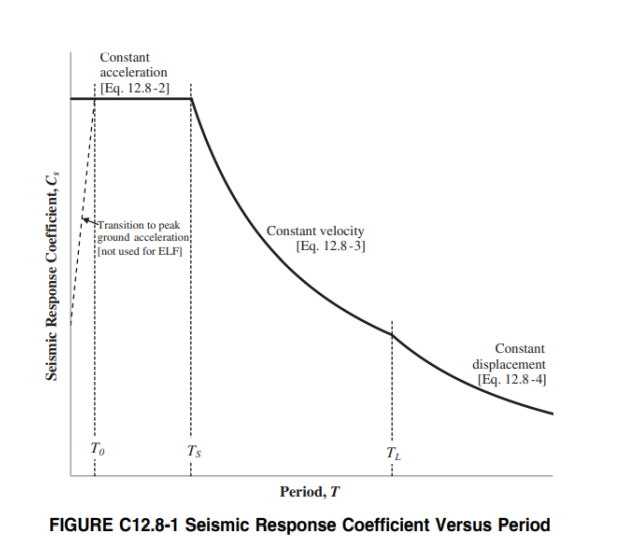 Constant
acceleration
[Eq. 12.8-2]
Seismic Response Coefficient, Cs
Transition to peak
ground acceleration
[not used for ELF]
Constant velocity
[Eq. 12.8-3]
Constant
displacement
[Eq. 12.8-4]
T0
TS
TL
Period, T
FIGURE C12.8-1 Seismic Response Coefficient Versus Period